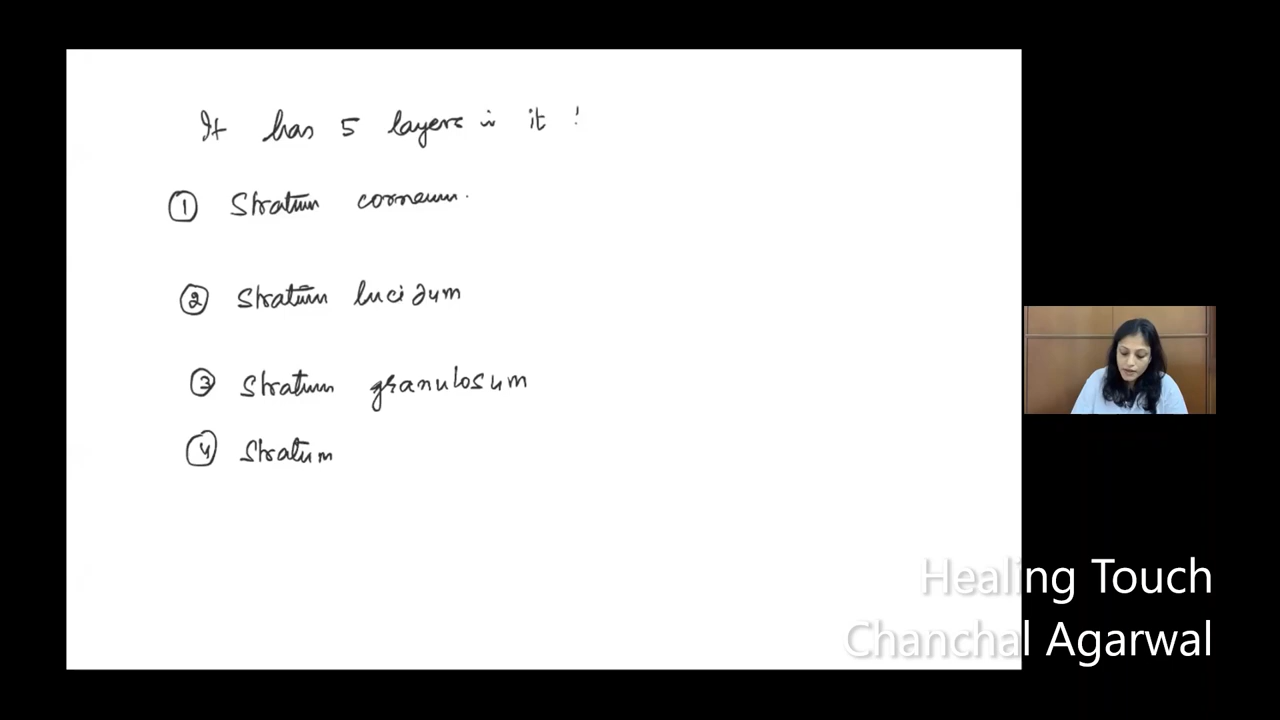 It has 5 layers in it :
① Stratum corneum.
② Stratum lucidum
③ Stratum granulosum
④ Stratum
Healing Touch
Chanchal Agarwal